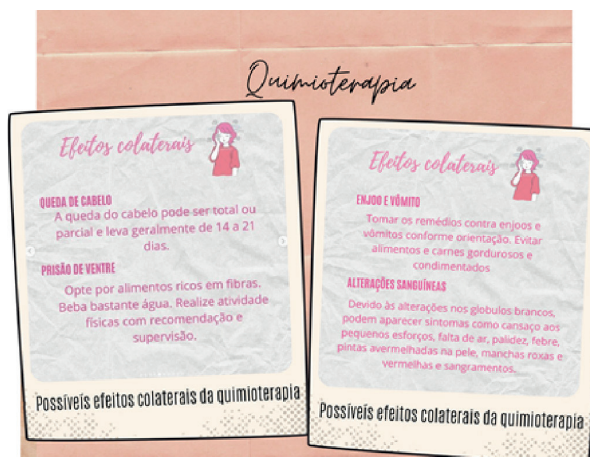 Quimioterapia
Efeitos colaterais
QUEDA DE CABELO
A queda do cabelo pode ser total ou
parcial e leva geralmente de 14 a 21
dias.
PRISÃO DE VENTRE
Opte por alimentos ricos em fibras.
Beba bastante água. Realize atividade
físicas com recomendação e
supervisão.
Possíveis efeitos colaterais da quimioterapia
Efeitos colaterais
ENJOO E VÔMITO
Tomar os remédios contra enjoos e
vômitos conforme orientação. Evitar
alimentos e carnes gordurosos e
condimentados
ALTERAÇÕES SANGUÍNEAS
Devido às alterações nos globulos brancos,
podem aparecer sintomas como cansaço aos
pequenos esforços, falta de ar, palidez, febre,
pintas avermelhadas na pele, manchas roxas e
vermelhas e sangramentos.
Possíveis efeitos colaterais da quimioterapia